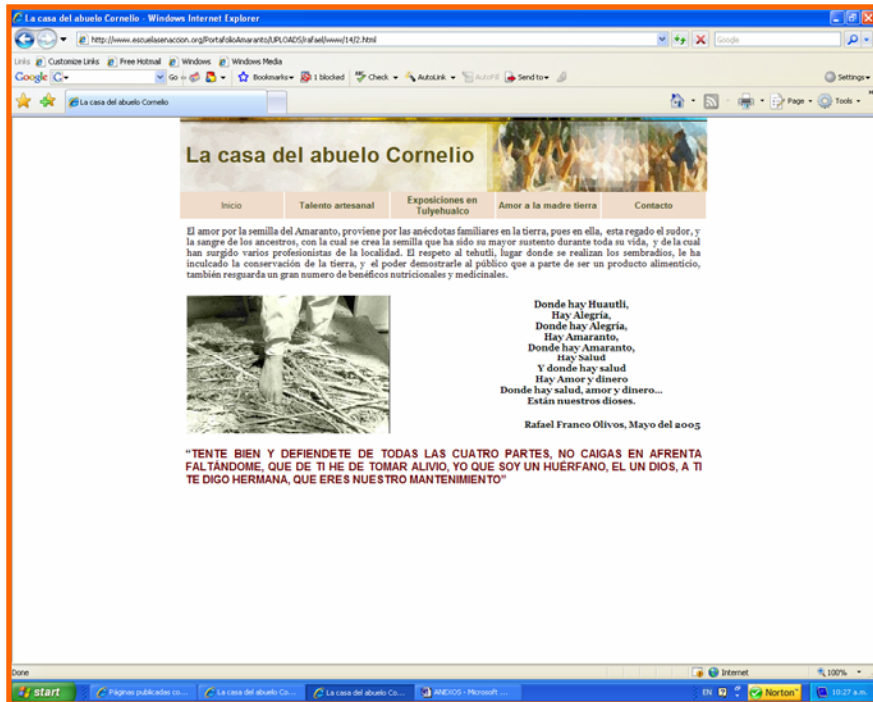 La casa del abuelo Cornelio - Windows Internet Explorer
http://www.escuelasenaccion.org/PortafolioAmaranto/UPLOADS/rafael/www/14/2.html
Google
Links Customize Links Free Hotmail Windows Windows Media
Google Go Bookmarks 1 blocked Check AutoLink AutoFill Send to Settings
La casa del abuelo Cornelio
Page Tools
La casa del abuelo Cornelio
Inicio
Talento artesanal
Exposiciones en
Tulyehualco
Amor a la madre tierra
Contacto
El amor por la semilla del Amaranto, proviene por las anécdotas familiares en la tierra, pues en ella, esta regado el sudor, y
la sangre de los ancestros, con la cual se crea la semilla que ha sido su mayor sustento durante toda su vida, y de la cual
han surgido varios profesionistas de la localidad. El respeto al tehutli, lugar donde se realizan los sembradios, le ha
inculcado la conservación de la tierra, y el poder demostrarle al público que a parte de ser un producto alimenticio,
también resguarda un gran numero de benéficos nutricionales y medicinales.
Donde hay Huautli,
Hay Alegría,
Donde hay Alegría,
Hay Amaranto,
Donde hay Amaranto,
Hay Salud
Y donde hay salud
Hay Amor y dinero
Donde hay salud, amor y dinero...
Están nuestros dioses.
Rafael Franco Olivos, Mayo del 2005
“TENTE BIEN Y DEFIENDETE DE TODAS LAS CUATRO PARTES, NO CAIGAS EN AFRENTA
FALTÁNDOME, QUE DE TI HE DE TOMAR ALIVIO, YO QUE SOY UN HUÉRFANO, EL UN DIOS, A TI
TE DIGO HERMANA, QUE ERES NUESTRO MANTENIMIENTO”
Done
Internet
100%
start
Páginas publicadas co...
La casa del abuelo Co...
La casa del abuelo Co...
ANEXOS - Microsoft ...
EN
Norton
10:27 a.m.